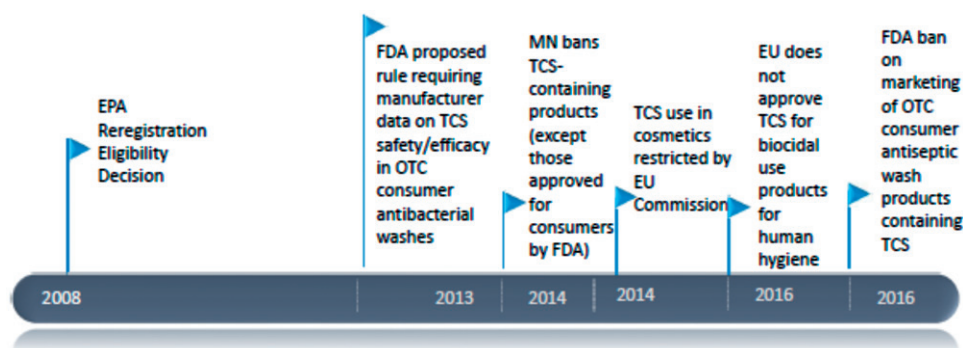 EPA
Reregistration
Eligibility
Decision
FDA proposed
rule requiring
manufacturer
data on TCS
safety/efficacy
in OTC
consumer
antibacterial
washes
MN bans
TCS-
containing
products
(except
those
approved
for
consumers
by FDA)
TCS use in
cosmetics
restricted by
EU
Commission
EU does
not
approve
TCS for
biocidal
use
products
for
human
hygiene
FDA ban
on
marketing
of OTC
consumer
antiseptic
wash
products
containing
TCS
2008
2013
2014
2014
2016
2016